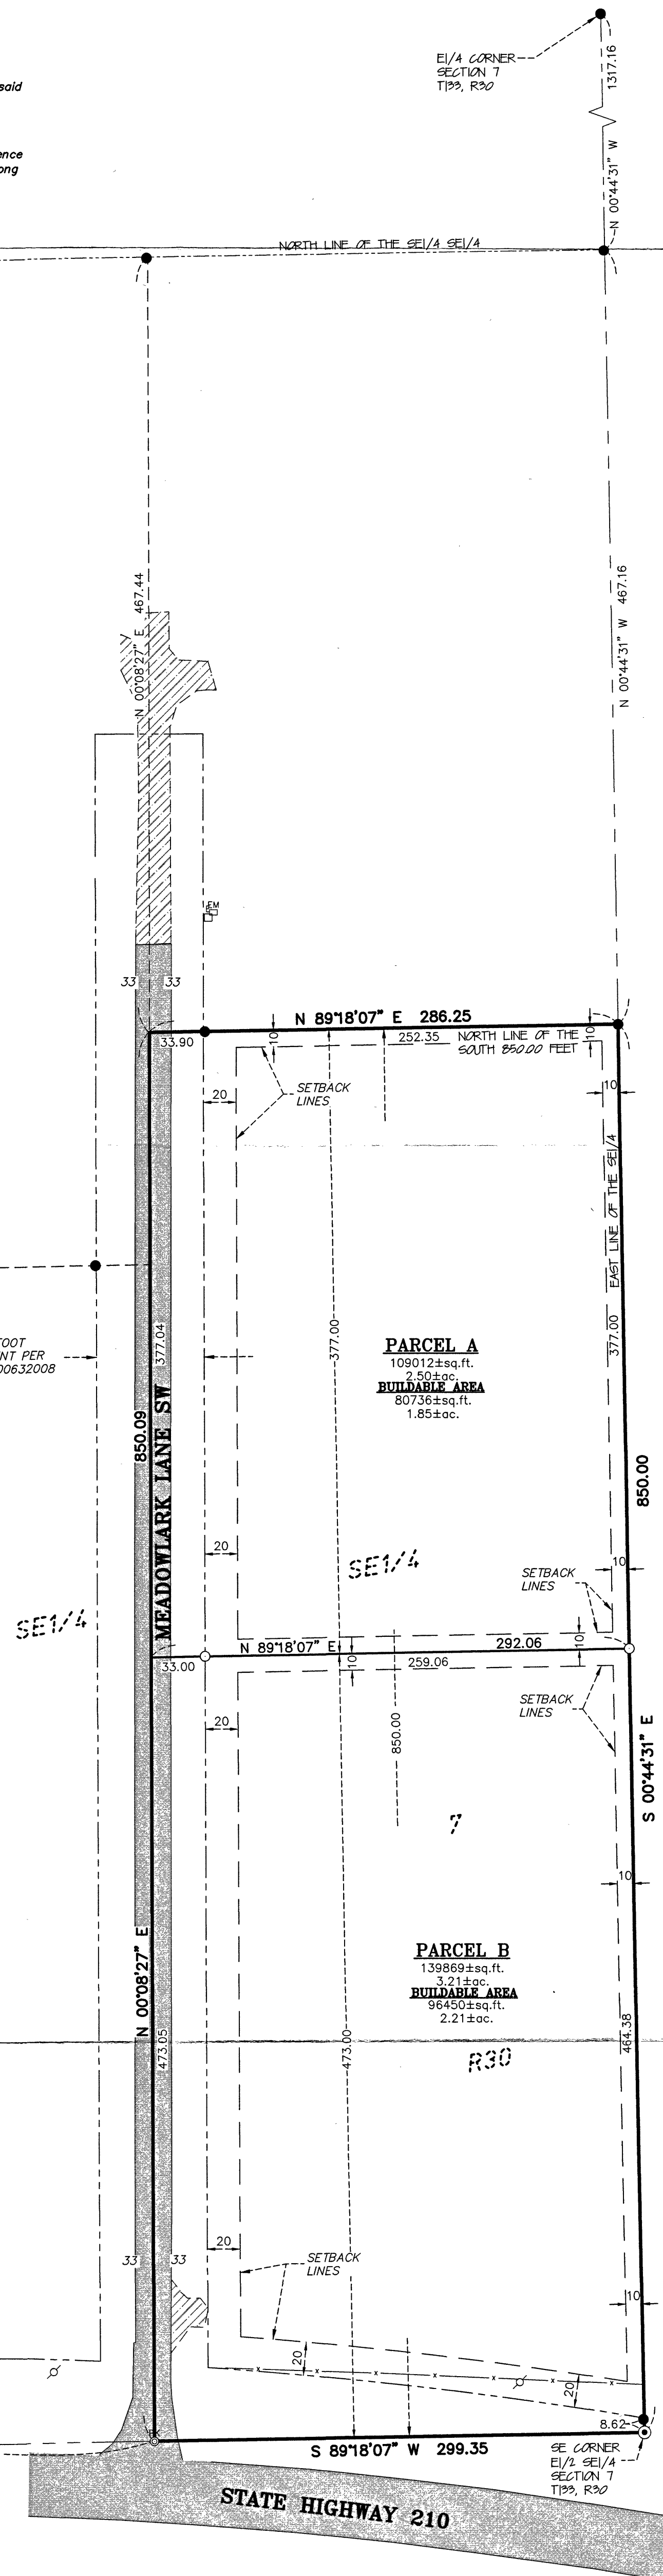 said
E1/4 CORNER
SECTION 7
T133, R30
1317.16
N 00°44'31" W
ence
ong
NORTH LINE OF THE SE1/4 SE1/4
N 00°08'27" E 467.44
N 00°44'31" W 467.16
EM
33 33
N 89°18'07" E 286.25
33.90
10
252.35
NORTH LINE OF THE
SOUTH 850.00 FEET
10
SETBACK
LINES
20
10
EAST LINE OF THE SE1/4
377.00
377.00
377.04
OOT
NT PER
00632008
PARCEL A
109012±sq.ft.
2.50±ac.
BUILDABLE AREA
80736±sq.ft.
1.85±ac.
850.09
MEADOWLARK LANE SW
850.00
20
SE1/4
10
SETBACK
LINES
SE1/4
N 89°18'07" E 292.06
33.00
10
259.06
10
SETBACK
LINES
20
850.00
S 00°44'31" E
7
10
PARCEL B
139869±sq.ft.
3.21±ac.
BUILDABLE AREA
96450±sq.ft.
2.21±ac.
N 00°08'27" E
473.05
473.00
464.38
R30
20
33 33
SETBACK
LINES
10
20
20
8.62
S 89°18'07" W 299.35
SE CORNER
E1/2 SE1/4
SECTION 7
T133, R30
STATE HIGHWAY 210